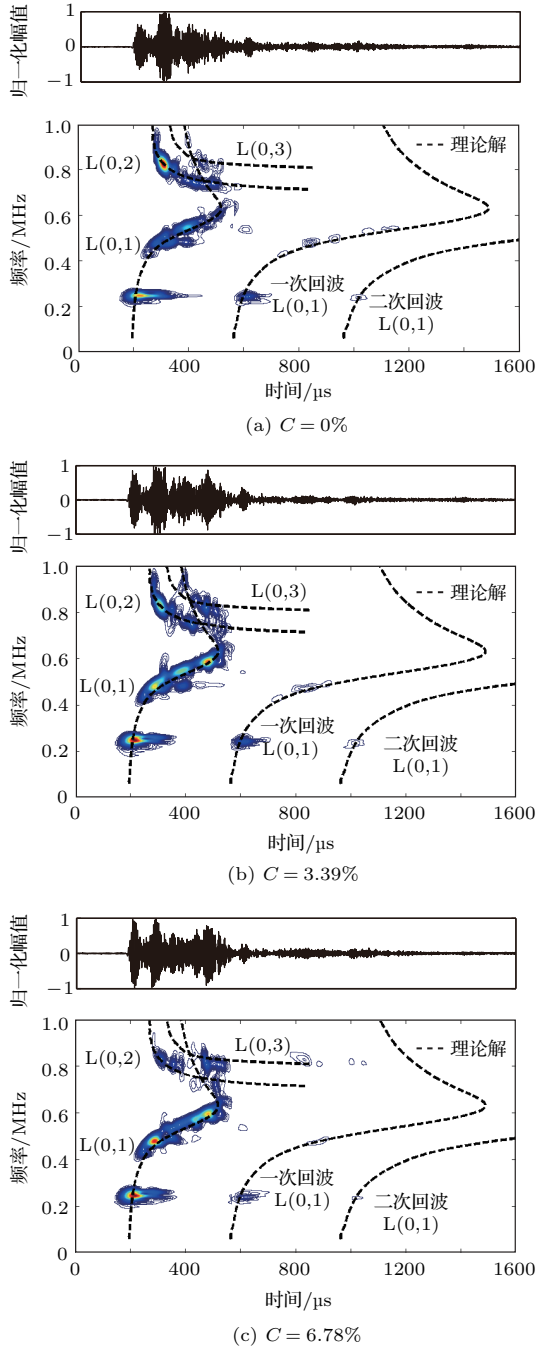 归一化幅值
1
0
−1
频率/MHz
1.0
0.8
0.6
0.4
0.2
0
L(0,2)
L(0,3)
理论解
L(0,1)
一次回波
L(0,1)
二次回波
L(0,1)
0 400 800 1200 1600
时间/μs
(a) C = 0%
归一化幅值
1
0
−1
频率/MHz
1.0
0.8
0.6
0.4
0.2
0
L(0,2)
L(0,3)
理论解
L(0,1)
一次回波
L(0,1)
二次回波
L(0,1)
0 400 800 1200 1600
时间/μs
(b) C = 3.39%
归一化幅值
1
0
−1
频率/MHz
1.0
0.8
0.6
0.4
0.2
0
L(0,2)
L(0,3)
理论解
L(0,1)
一次回波
L(0,1)
二次回波
L(0,1)
0 400 800 1200 1600
时间/μs
(c) C = 6.78%